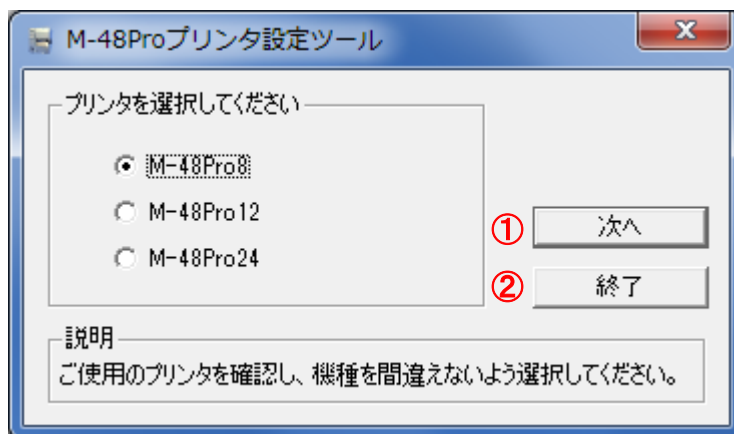 M-48Proプリンタ設定ツール
プリンタを選択してください
M-48Pro8
M-48Pro12
M-48Pro24
① 次へ
② 終了
説明
ご使用のプリンタを確認し、機種を間違えないよう選択してください。